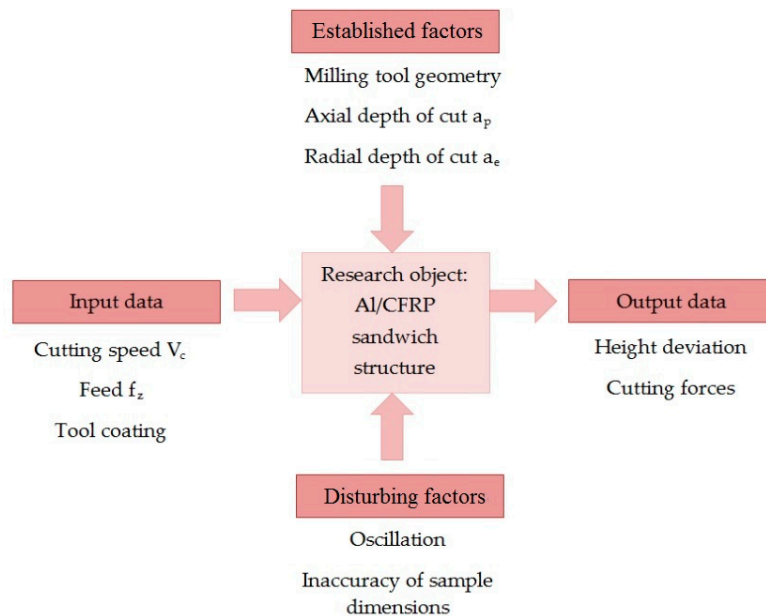 Established factors
Milling tool geometry
Axial depth of cut aₚ
Radial depth of cut aₑ
Input data
Cutting speed V꜀
Feed f𝓏
Tool coating
Research object:
Al/CFRP
sandwich
structure
Output data
Height deviation
Cutting forces
Disturbing factors
Oscillation
Inaccuracy of sample
dimensions